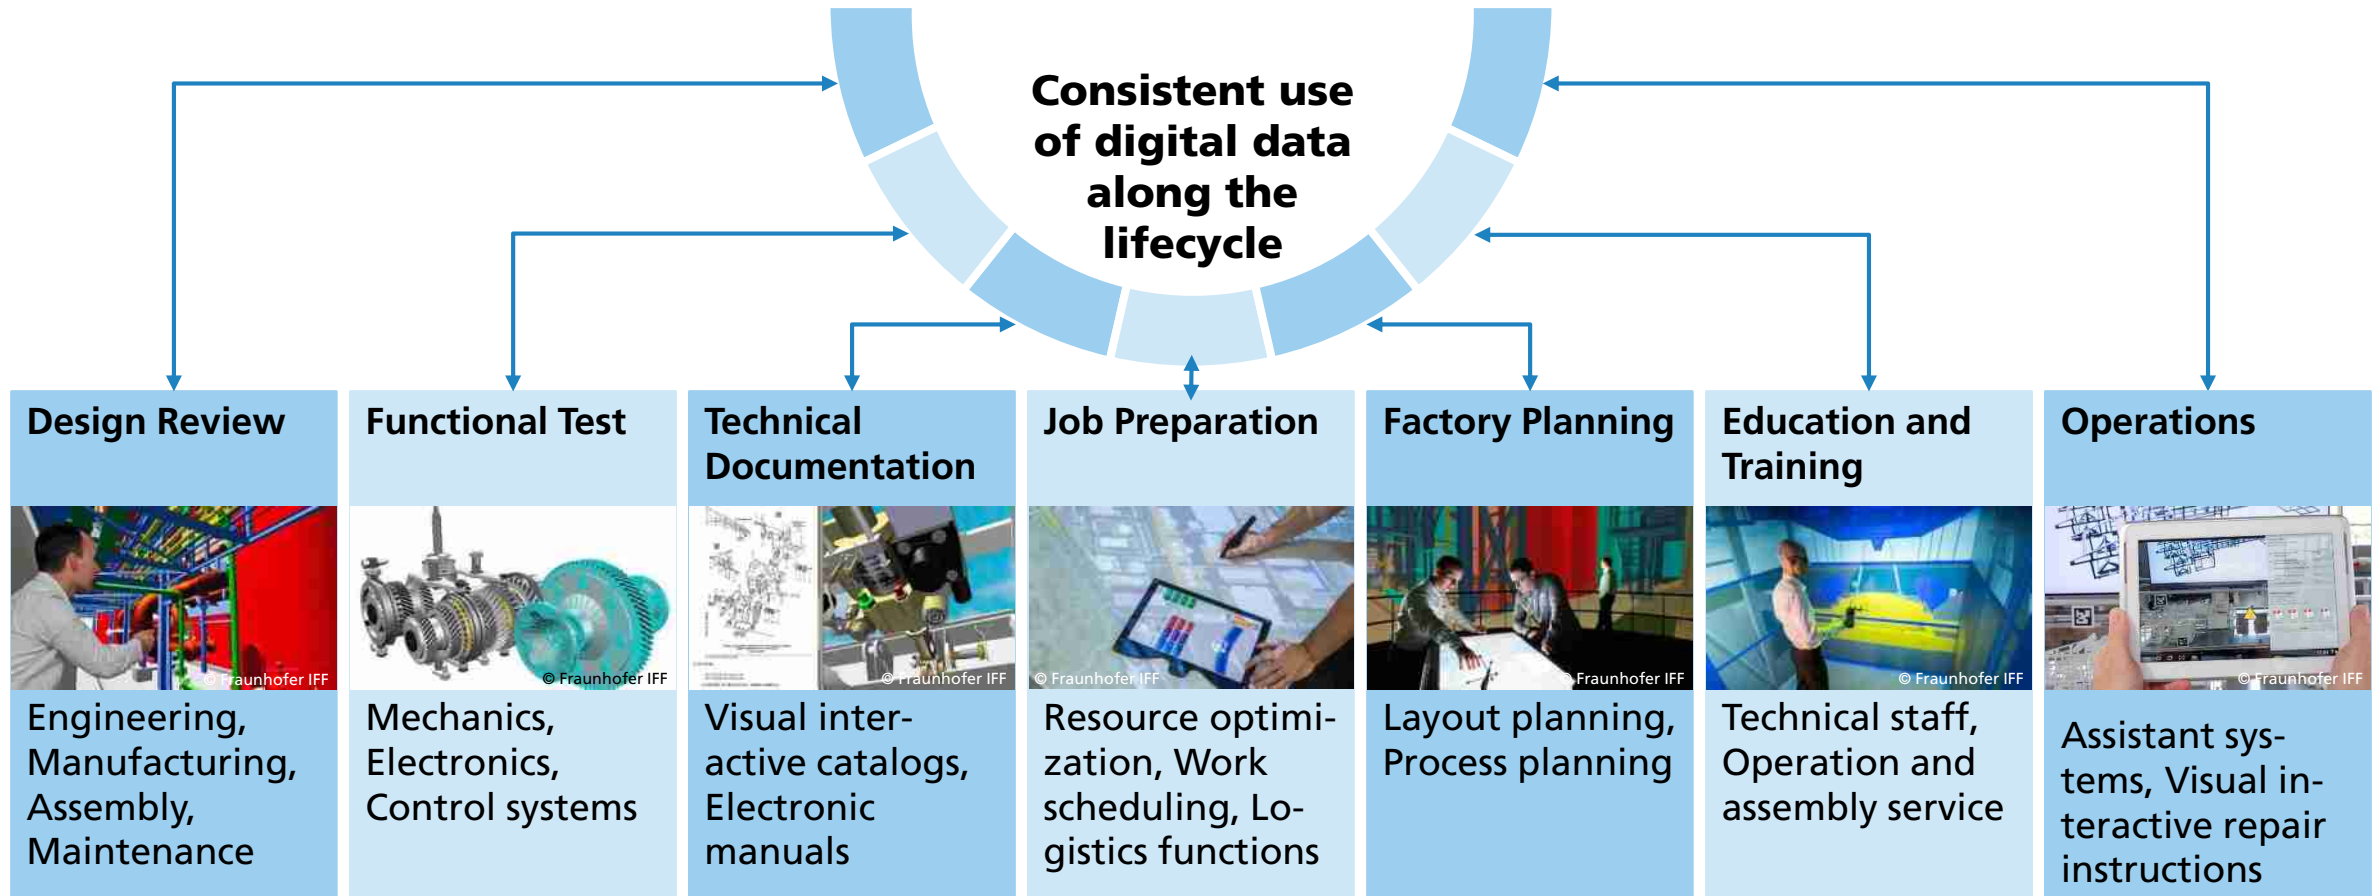 Consistent use
of digital data
along the
lifecycle
Design Review
© Fraunhofer IFF
Engineering,
Manufacturing,
Assembly,
Maintenance
Functional Test
© Fraunhofer IFF
Mechanics,
Electronics,
Control systems
Technical
Documentation
© Fraunhofer IFF
Visual inter-
active catalogs,
Electronic
manuals
Job Preparation
© Fraunhofer IFF
Resource optimi-
zation, Work
scheduling, Lo-
gistics functions
Factory Planning
© Fraunhofer IFF
Layout planning,
Process planning
Education and
Training
© Fraunhofer IFF
Technical staff,
Operation and
assembly service
Operations
© Fraunhofer IFF
Assistant sys-
tems, Visual in-
teractive repair
instructions